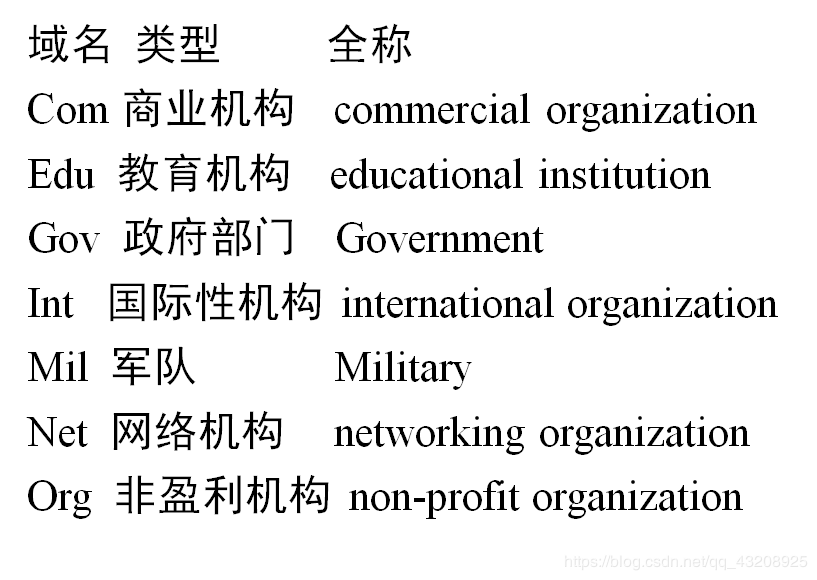 域名 类型 全称
Com 商业机构 commercial organization
Edu 教育机构 educational institution
Gov 政府部门 Government
Int 国际性机构 international organization
Mil 军队 Military
Net 网络机构 networking organization
Org 非盈利机构 non-profit organization
https://blog.csdn.net/qq_43208925